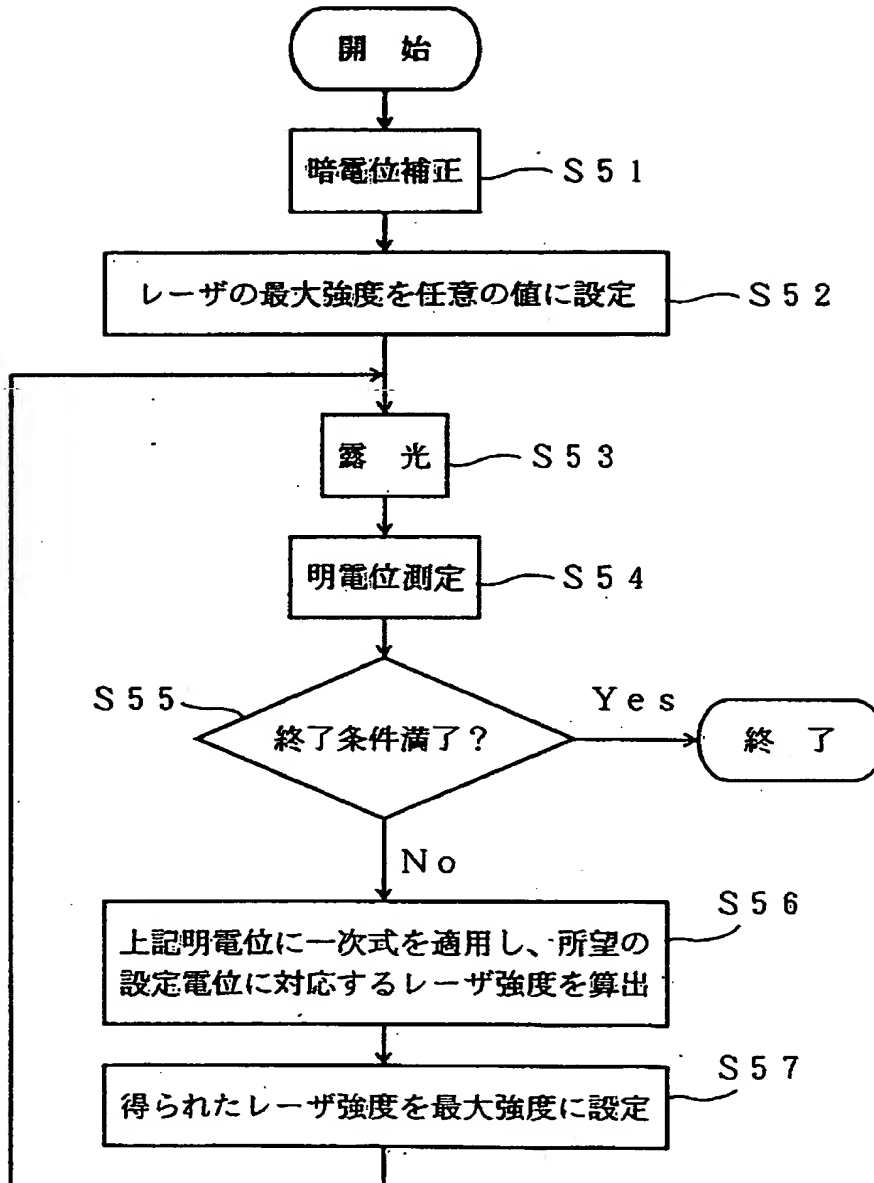 開 始
暗電位補正
S51
レーザの最大強度を任意の値に設定
S52
露 光
S53
明電位測定
S54
S55
終了条件満了?
Yes
終 了
No
S56
上記明電位に一次式を適用し、所望の
設定電位に対応するレーザ強度を算出
S57
得られたレーザ強度を最大強度に設定